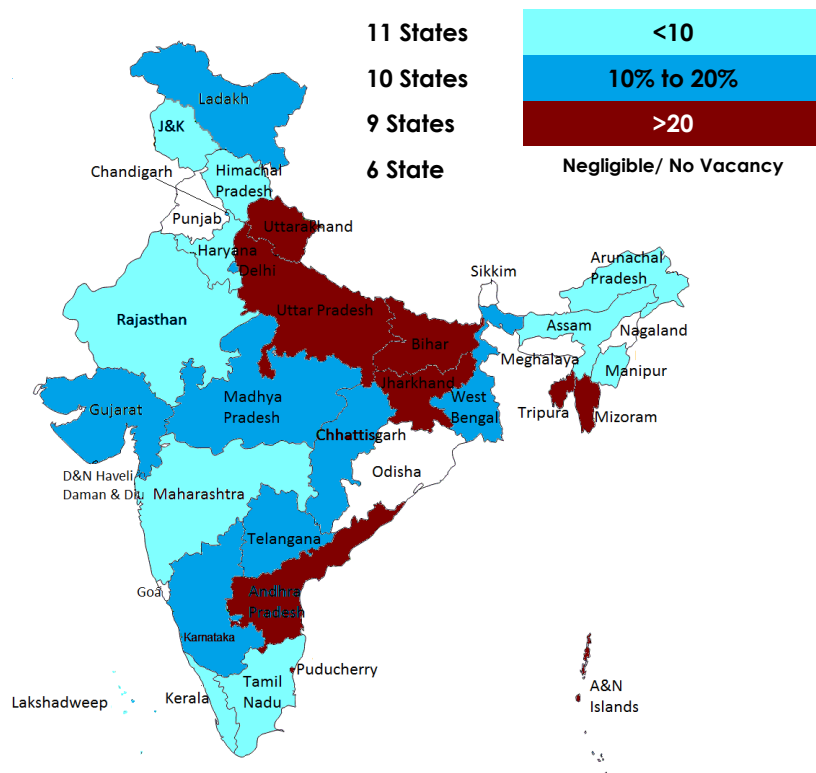 11 States
<10
10 States
10% to 20%
9 States
>20
6 State
Negligible/ No Vacancy
Ladakh
J&K
Chandigarh
Himachal
Pradesh
Punjab
Uttarakhand
Haryana
Delhi
Sikkim
Arunachal
Pradesh
Rajasthan
Uttar Pradesh
Assam
Nagaland
Bihar
Meghalaya
Manipur
Jharkhand
Gujarat
Madhya
Pradesh
West
Bengal
Tripura
Mizoram
Chhattisgarh
Odisha
D&N Haveli
Daman & Diu
Maharashtra
Telangana
Goa
Andhra
Pradesh
Karnataka
Puducherry
Tamil
Nadu
A&N
Islands
Kerala
Lakshadweep